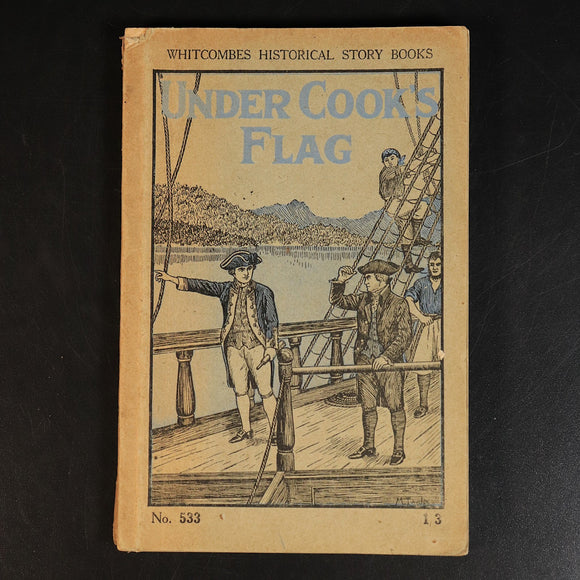 WHITCOMBES HISTORICAL STORY BOOKS
UNDER COOK'S
FLAG
No. 533
1 3